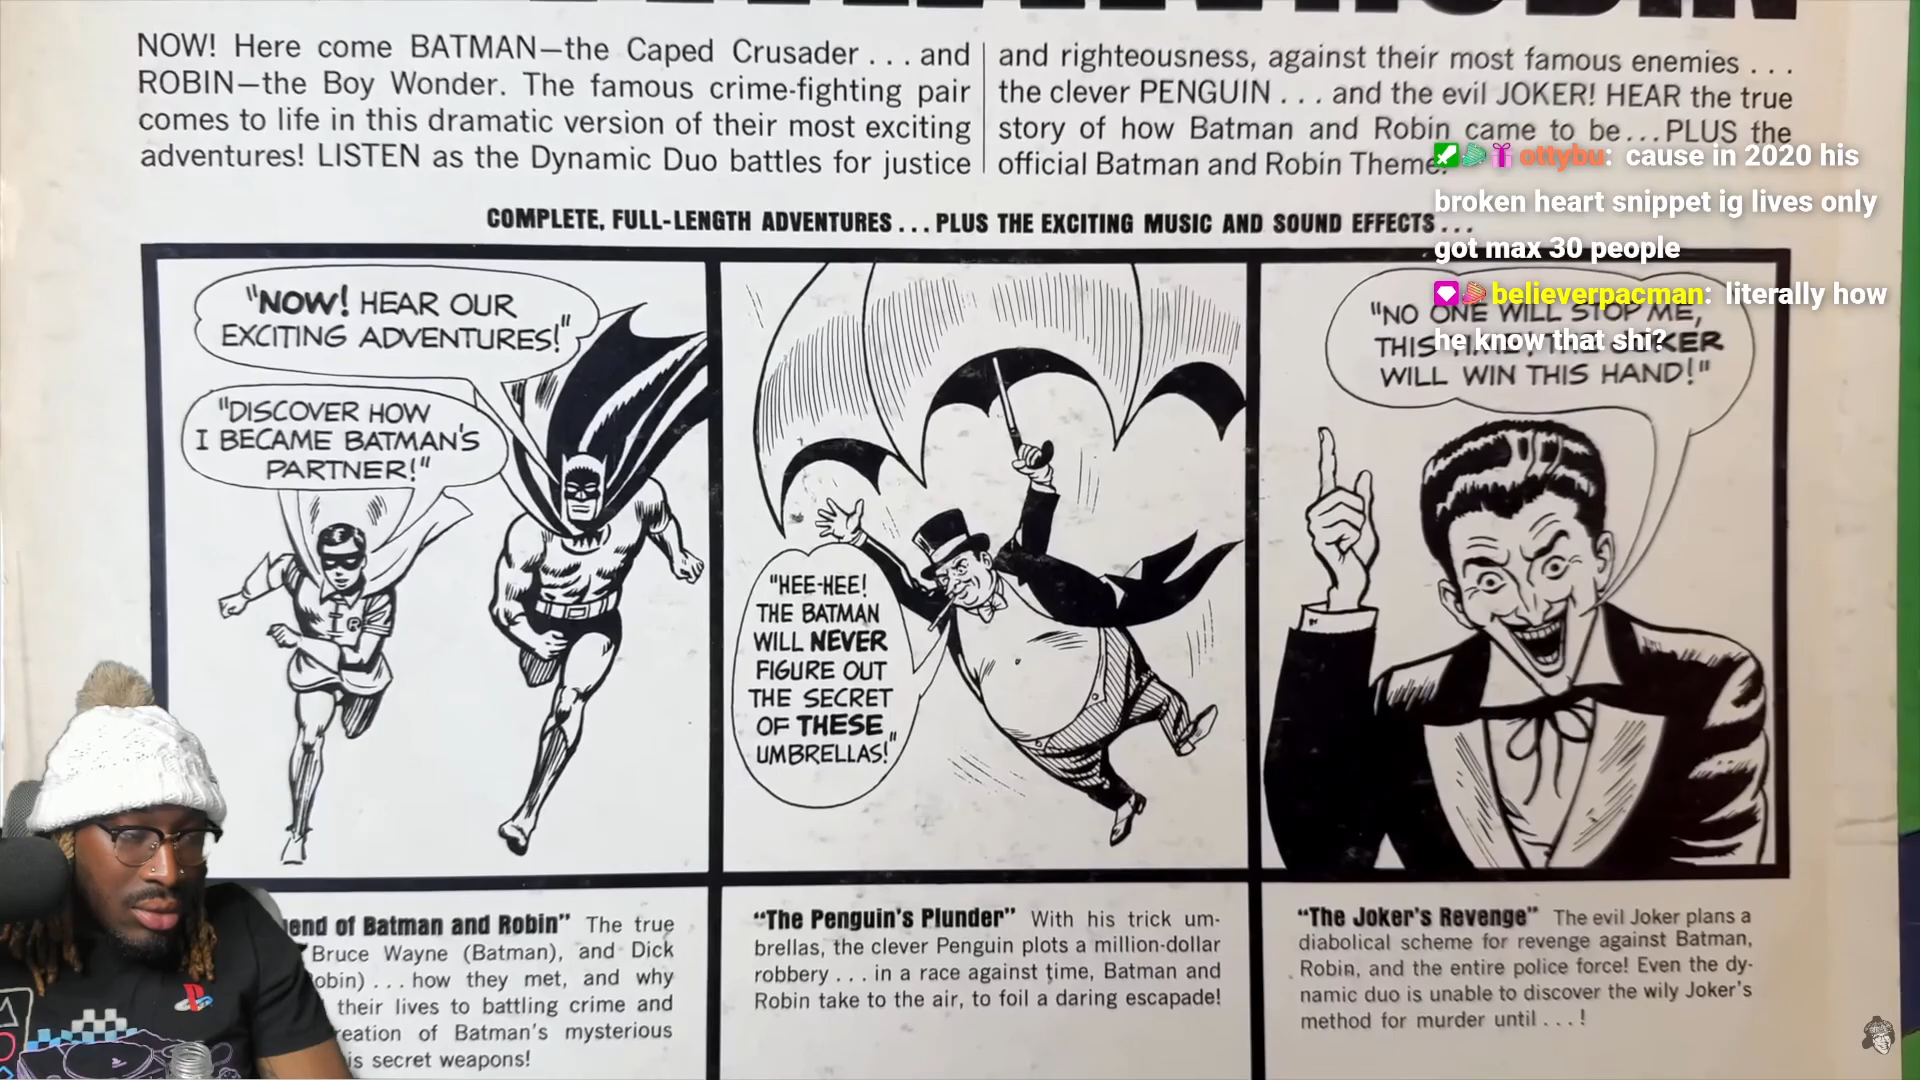 NOW! Here come BATMAN—the Caped Crusader . . . and
ROBIN—the Boy Wonder. The famous crime-fighting pair
comes to life in this dramatic version of their most exciting
adventures! LISTEN as the Dynamic Duo battles for justice
and righteousness, against their most famous enemies . . .
the clever PENGUIN . . . and the evil JOKER! HEAR the true
story of how Batman and Robin came to be...PLUS the
official Batman and Robin Theme.
COMPLETE, FULL-LENGTH ADVENTURES . . . PLUS THE EXCITING MUSIC AND SOUND EFFECTS . . .
ottybu: cause in 2020 his
broken heart snippet ig lives only
got max 30 people
believerpacman: literally how
he know that shi?
"NOW! HEAR OUR
EXCITING ADVENTURES!"
"DISCOVER HOW
I BECAME BATMAN'S
PARTNER!"
R
"HEE-HEE!
THE BATMAN
WILL NEVER
FIGURE OUT
THE SECRET
OF THESE
UMBRELLAS!"
"NO ONE WILL STOP ME,
THIS
WILL WIN THIS HAND!"
end of Batman and Robin" The true
Bruce Wayne (Batman), and Dick
obin) . . . how they met, and why
their lives to battling crime and
reation of Batman's mysterious
is secret weapons!
"The Penguin's Plunder" With his trick um-
brellas, the clever Penguin plots a million-dollar
robbery . . . in a race against time, Batman and
Robin take to the air, to foil a daring escapade!
"The Joker's Revenge" The evil Joker plans a
diabolical scheme for revenge against Batman,
Robin, and the entire police force! Even the dy-
namic duo is unable to discover the wily Joker's
method for murder until . . . !